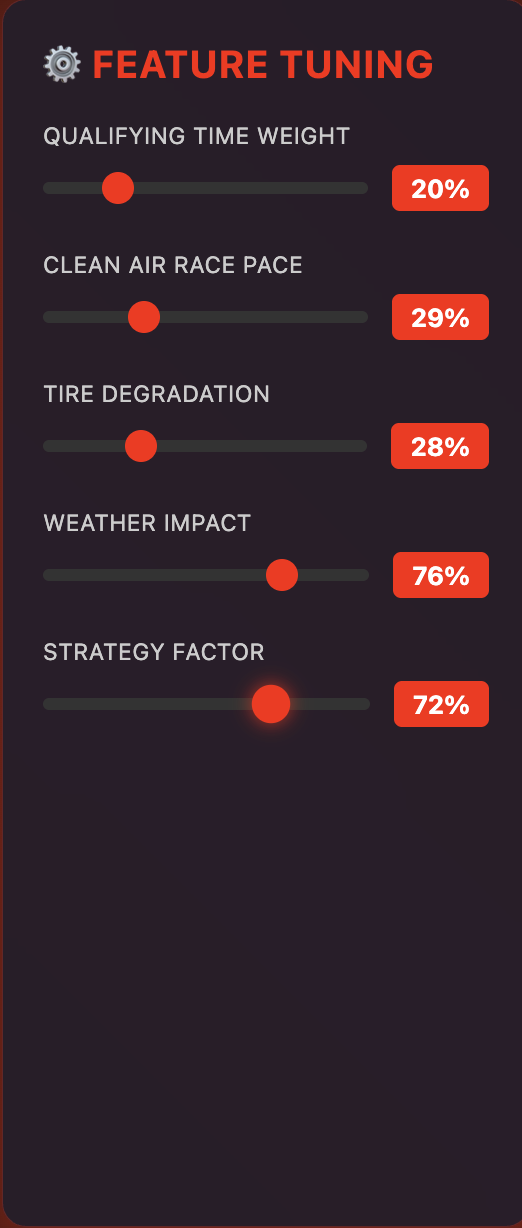 FEATURE TUNING
QUALIFYING TIME WEIGHT
20%
CLEAN AIR RACE PACE
29%
TIRE DEGRADATION
28%
WEATHER IMPACT
76%
STRATEGY FACTOR
72%